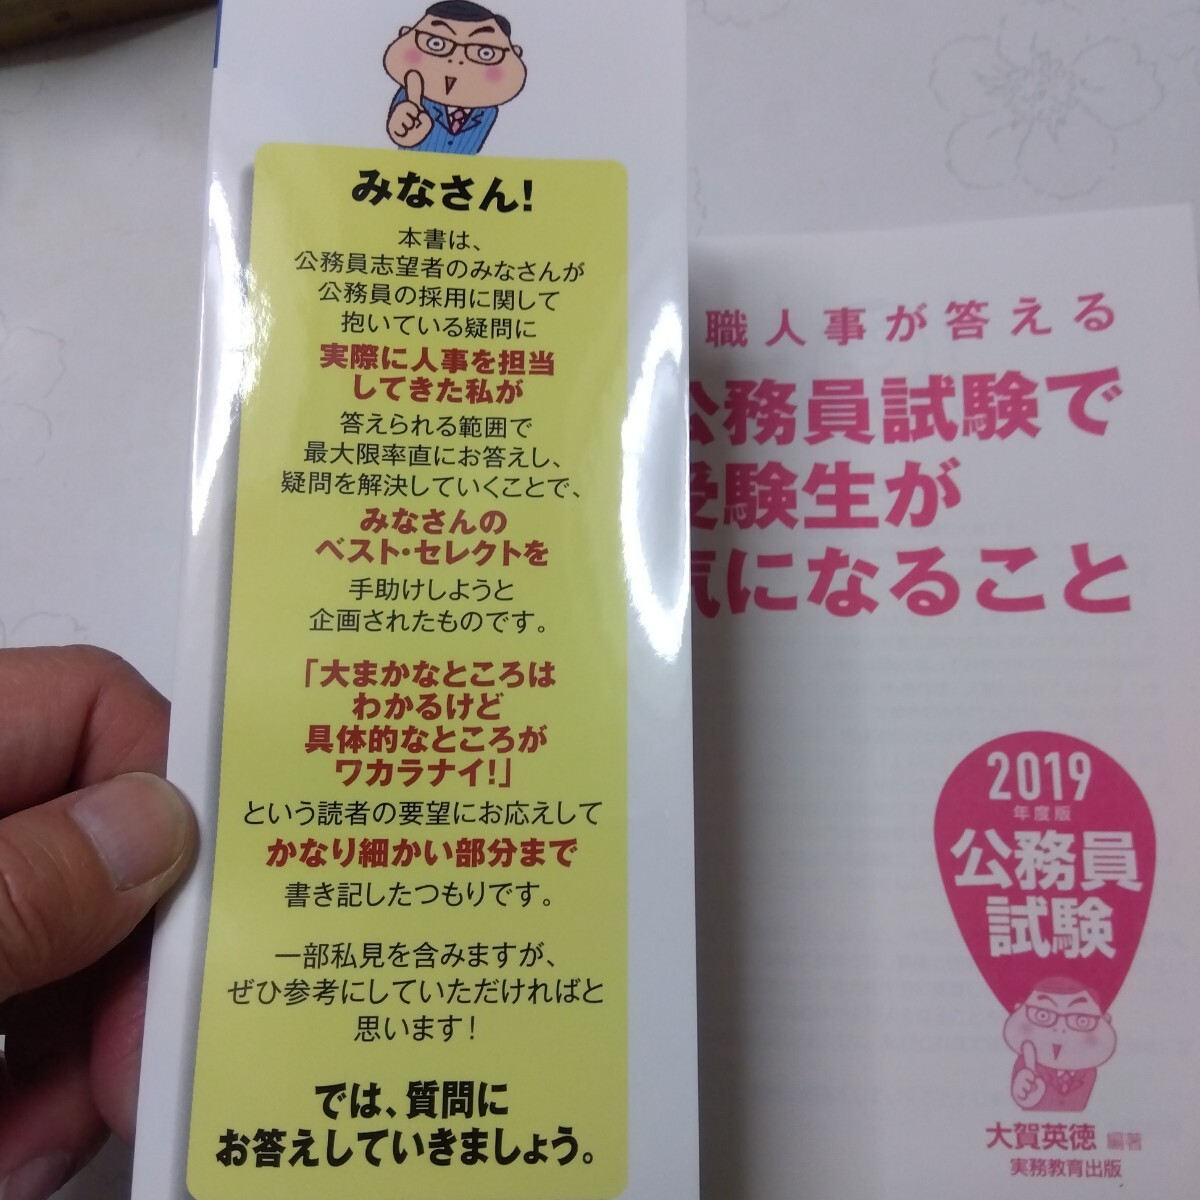 みなさん!
本書は、
公務員志望者のみなさんが
公務員の採用に関して
抱いている疑問に
実際に人事を担当
してきた私が
答えられる範囲で
最大限率直にお答えし、
疑問を解決していくことで、
みなさんの
ベスト・セレクトを
手助けしようと
企画されたものです。
「大まかなところは
わかるけど
具体的なところが
ワカラナイ!」
という読者の要望にお応えして
かなり細かい部分まで
書き記したつもりです。
一部私見を含みますが、
ぜひ参考にしていただければと
思います!
では、質問に
お答えしていきましょう。
職人事が答える
公務員試験で
受験生が
気になること
2019
年度版
公務員
試験
大賀英徳 編著
実務教育出版